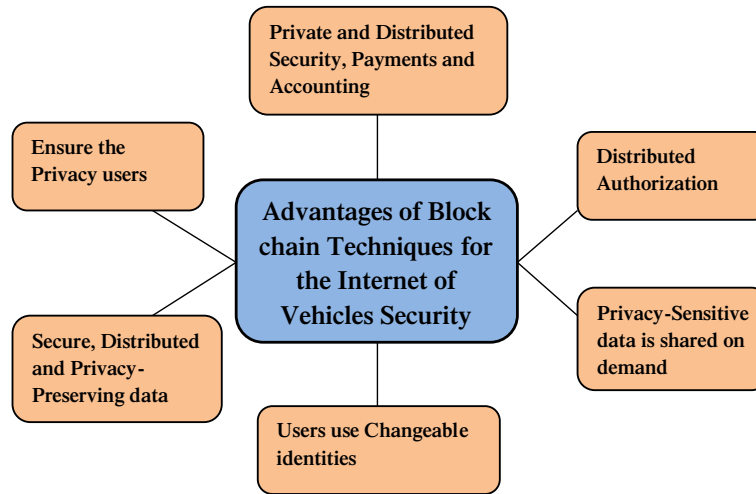 Private and Distributed
Security, Payments and
Accounting
Ensure the
Privacy users
Distributed
Authorization
Advantages of Block
chain Techniques for
the Internet of
Vehicles Security
Secure, Distributed
and Privacy-
Preserving data
Privacy-Sensitive
data is shared on
demand
Users use Changeable
identities